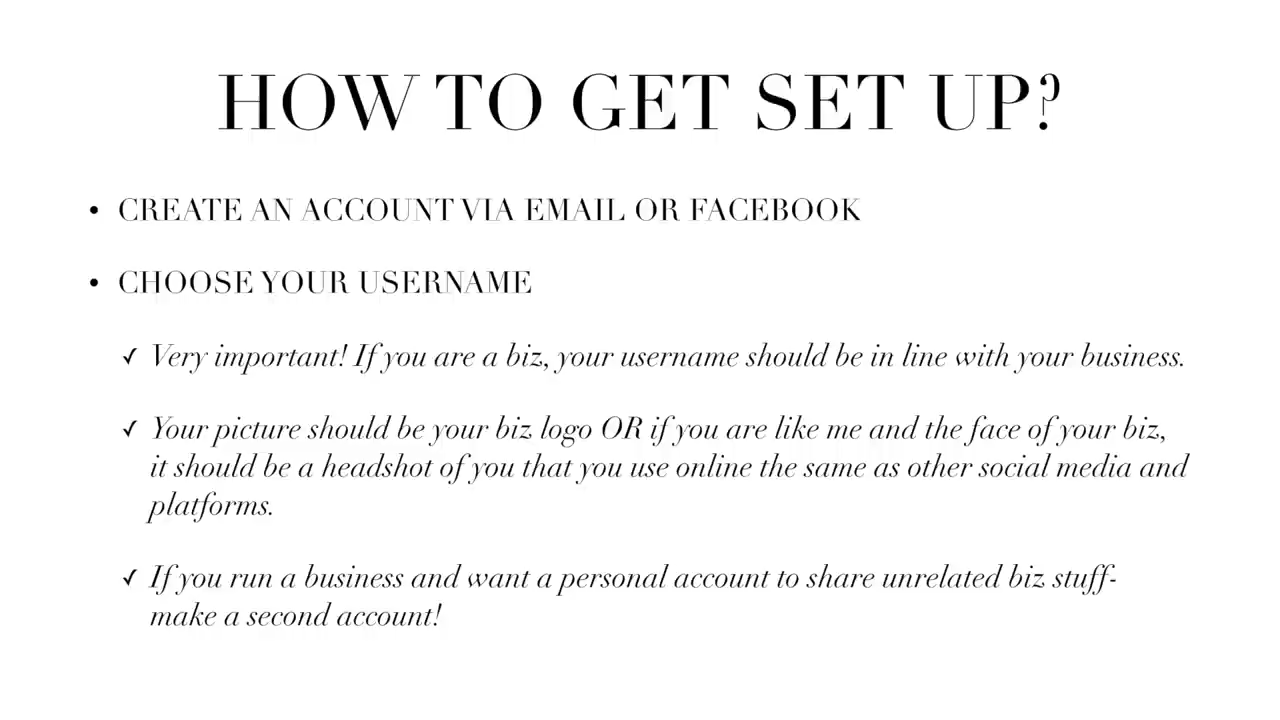 HOW TO GET SET UP?
• CREATE AN ACCOUNT VIA EMAIL OR FACEBOOK
• CHOOSE YOUR USERNAME
✓ Very important! If you are a biz, your username should be in line with your business.
✓ Your picture should be your biz logo OR if you are like me and the face of your biz,
it should be a headshot of you that you use online the same as other social media and
platforms.
✓ If you run a business and want a personal account to share unrelated biz stuff-
make a second account!